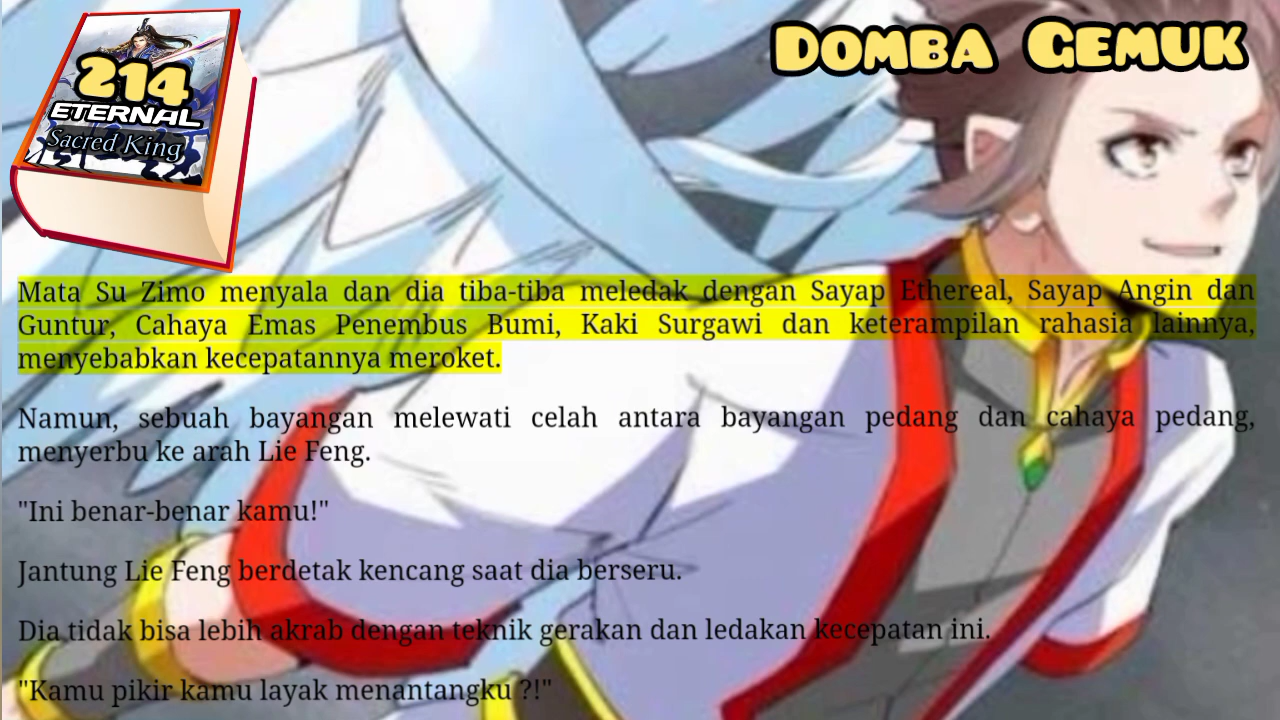 214
ETERNAL
Sacred King
Domba Gemuk
Mata Su Zimo menyala dan dia tiba-tiba meledak dengan Sayap Ethereal, Sayap Angin dan
Guntur, Cahaya Emas Penembus Bumi, Kaki Surgawi dan keterampilan rahasia lainnya,
menyebabkan kecepatannya meroket.
Namun, sebuah bayangan melewati celah antara bayangan pedang dan cahaya pedang,
menyerbu ke arah Lie Feng.
"Ini benar-benar kamu!"
Jantung Lie Feng berdetak kencang saat dia berseru.
Dia tidak bisa lebih akrab dengan teknik gerakan dan ledakan kecepatan ini.
"Kamu pikir kamu layak menantangku ?!"